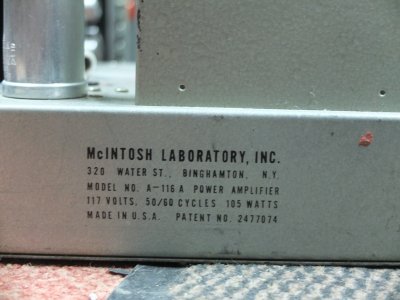 McINTOSH LABORATORY, INC.
320 WATER ST., BINGHAMTON, N.Y.
MODEL NO. A-116A POWER AMPLIFIER
117 VOLTS, 50/60 CYCLES 105 WATTS
MADE IN U.S.A. PATENT NO. 2477074